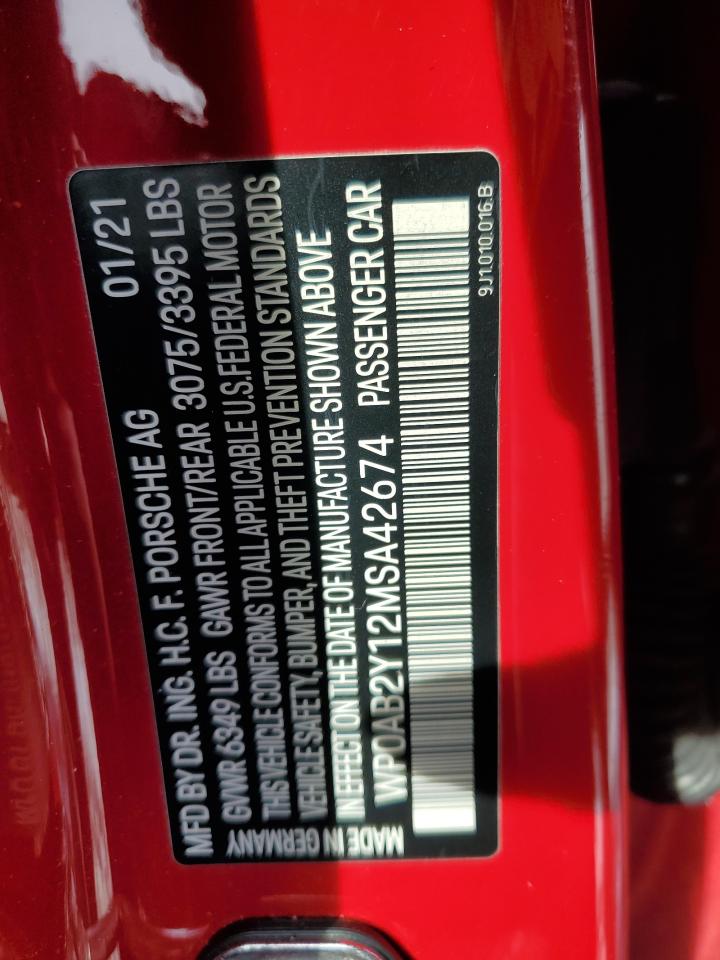 MFD BY DR. ING. H.C. F. PORSCHE AG 01/21
GVWR 6349 LBS GAWR FRONT/REAR 3075/3395 LBS
THIS VEHICLE CONFORMS TO ALL APPLICABLE U.S. FEDERAL MOTOR
VEHICLE SAFETY, BUMPER, AND THEFT PREVENTION STANDARDS
IN EFFECT ON THE DATE OF MANUFACTURE SHOWN ABOVE
WP0AB2Y12MSA42674 PASSENGER CAR
MADE IN GERMANY
9J1.010.016.B